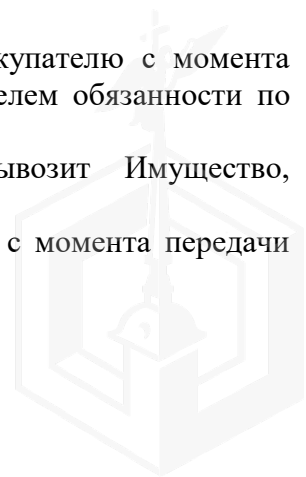 купателю с момента
елем обязанности по
ывозит Имущество,
с момента передачи